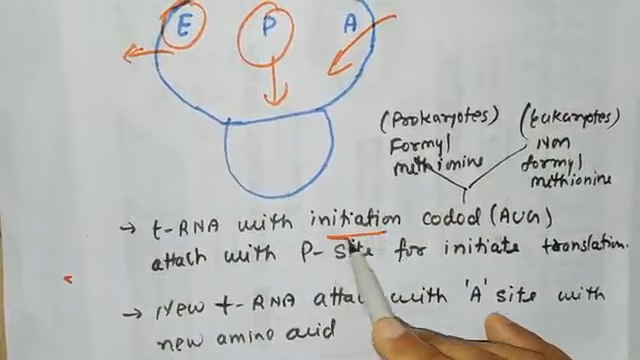 E P A
(Prokaryotes) (Eukaryotes)
Formyl Non
methionine formyl
methionine
→ t-RNA with initiation codod (AUG)
attach with P- site for initiate translation.
→ New t-RNA attach with 'A' site with
new amino acid